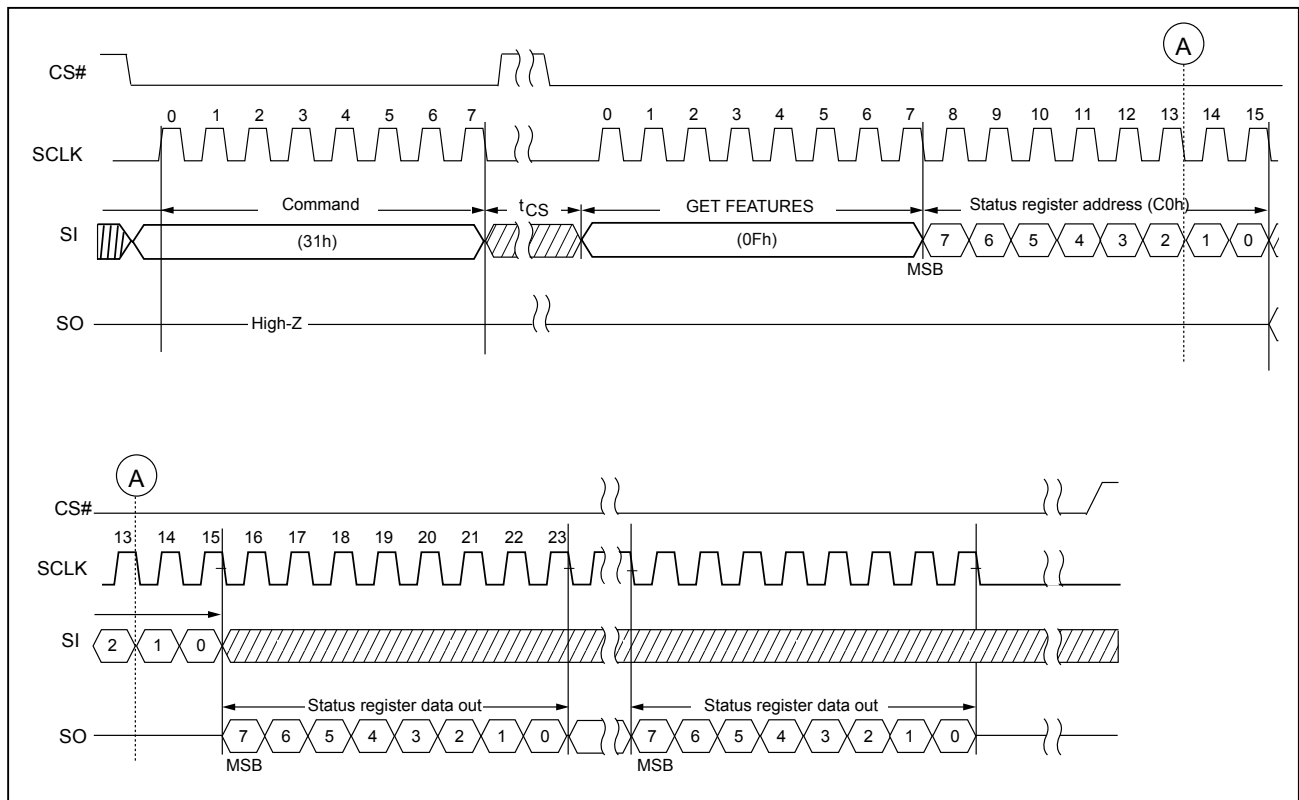 A
CS#
0 1 2 3 4 5 6 7 0 1 2 3 4 5 6 7 8 9 10 11 12 13 14 15
SCLK
Command tCS GET FEATURES Status register address (C0h)
SI (31h) (0Fh) 7 6 5 4 3 2 1 0
MSB
SO High-Z
A
CS#
13 14 15 16 17 18 19 20 21 22 23
SCLK
SI 2 1 0
Status register data out Status register data out
SO 7 6 5 4 3 2 1 0 7 6 5 4 3 2 1 0
MSB MSB